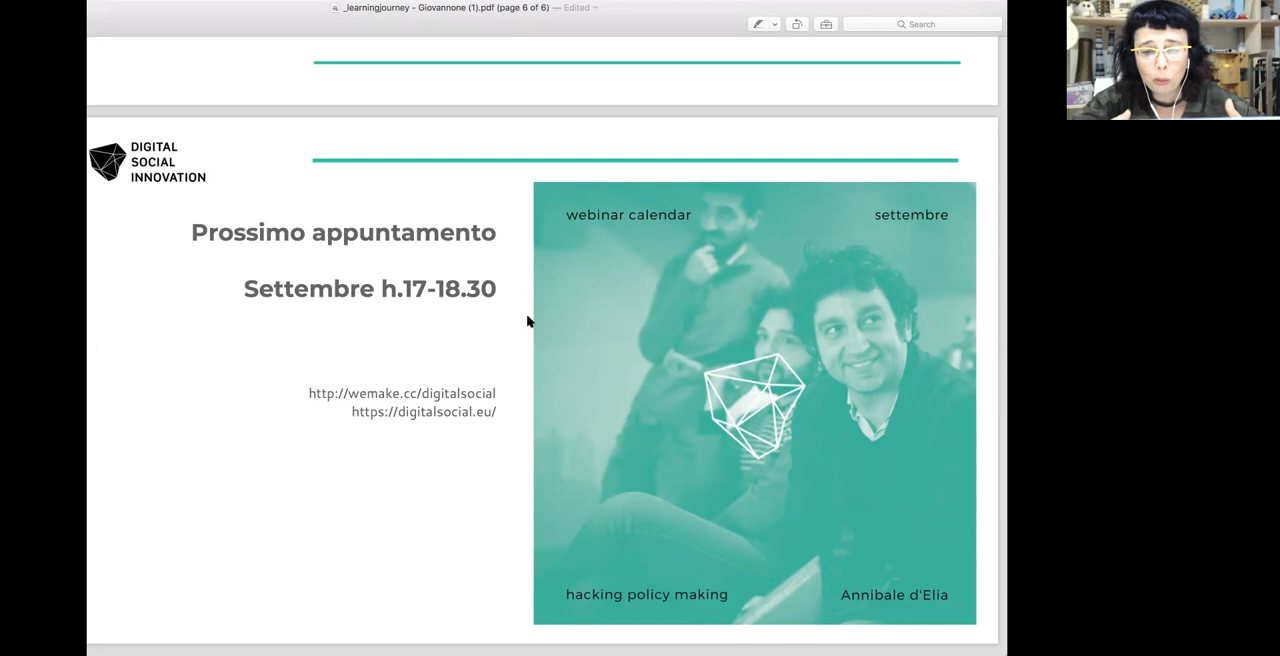 _learningjourney - Giovannone (1).pdf (page 6 of 6) — Edited
Search
DIGITAL
SOCIAL
INNOVATION
Prossimo appuntamento
Settembre h.17-18.30
http://wemake.cc/digitalsocial
https://digitalsocial.eu/
webinar calendar
settembre
hacking policy making
Annibale d'Elia